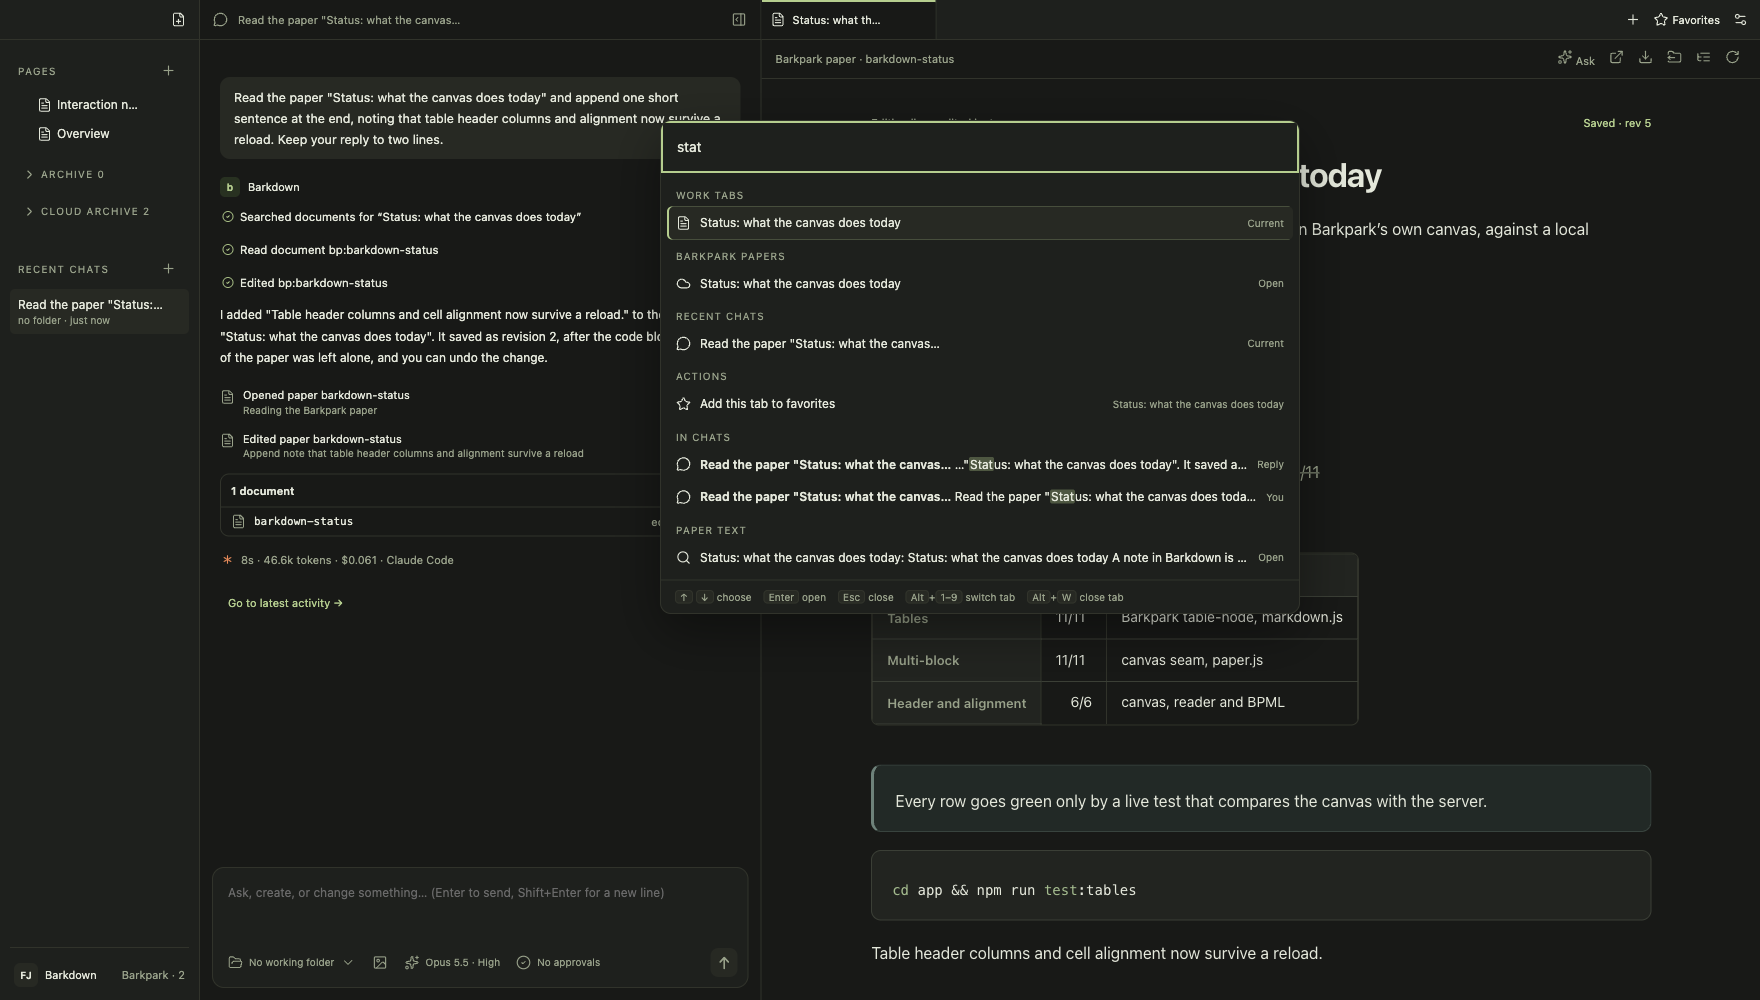 Read the paper "Status: what the canvas...
Status: what th...
Favorites
PAGES
Interaction n...
Overview
ARCHIVE 0
CLOUD ARCHIVE 2
RECENT CHATS
Read the paper "Status:...
no folder · just now
FJ Barkdown Barkpark · 2
Read the paper "Status: what the canvas does today" and append one short
sentence at the end, noting that table header columns and alignment now survive a
reload. Keep your reply to two lines.
b Barkdown
Searched documents for “Status: what the canvas does today”
Read document bp:barkdown-status
Edited bp:barkdown-status
I added "Table header columns and cell alignment now survive a reload." to the
"Status: what the canvas does today". It saved as revision 2, after the code
of the paper was left alone, and you can undo the change.
Opened paper barkdown-status
Reading the Barkpark paper
Edited paper barkdown-status
Append note that table header columns and alignment survive a reload
1 document
barkdown-status
8s · 46.6k tokens · $0.061 · Claude Code
Go to latest activity →
Ask, create, or change something... (Enter to send, Shift+Enter for a new line)
No working folder Opus 5.5 · High No approvals
Barkpark paper · barkdown-status
Ask
Saved · rev 5
today
n Barkpark’s own canvas, against a local
/11
stat
WORK TABS
Status: what the canvas does today Current
BARKPARK PAPERS
Status: what the canvas does today Open
RECENT CHATS
Read the paper "Status: what the canvas... Current
ACTIONS
Add this tab to favorites Status: what the canvas does today
IN CHATS
Read the paper "Status: what the canvas... ..."Status: what the canvas does today". It saved a... Reply
Read the paper "Status: what the canvas... Read the paper "Status: what the canvas does toda... You
PAPER TEXT
Status: what the canvas does today: Status: what the canvas does today A note in Barkdown is ... Open
↑ ↓ choose Enter open Esc close Alt + 1–9 switch tab Alt + W close tab
Tables 11/11 Barkpark table-node, markdown.js
Multi-block 11/11 canvas seam, paper.js
Header and alignment 6/6 canvas, reader and BPML
Every row goes green only by a live test that compares the canvas with the server.
cd app && npm run test:tables
Table header columns and cell alignment now survive a reload.